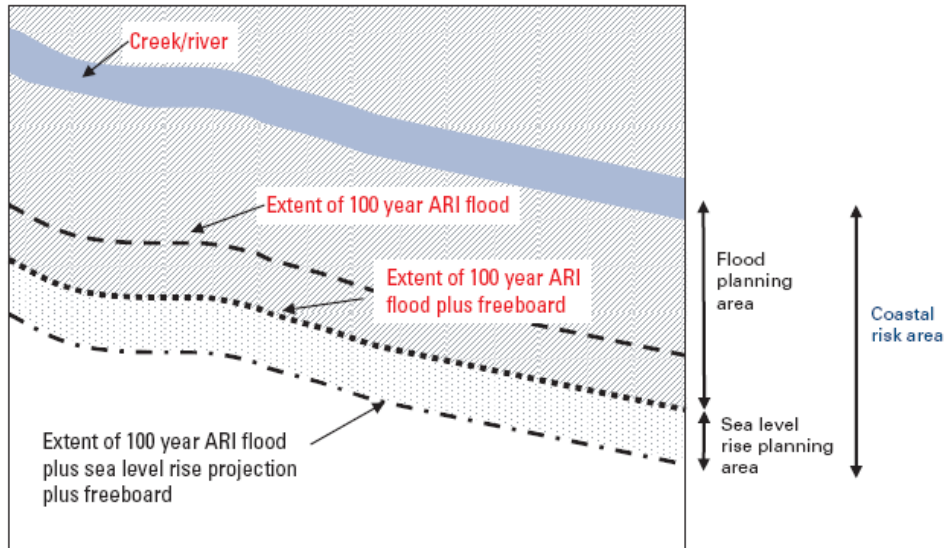 Creek/river
Extent of 100 year ARI flood
Extent of 100 year ARI
flood plus freeboard
Flood
planning
area
Coastal
risk area
Extent of 100 year ARI flood
plus sea level rise projection
plus freeboard
Sea level
rise planning
area